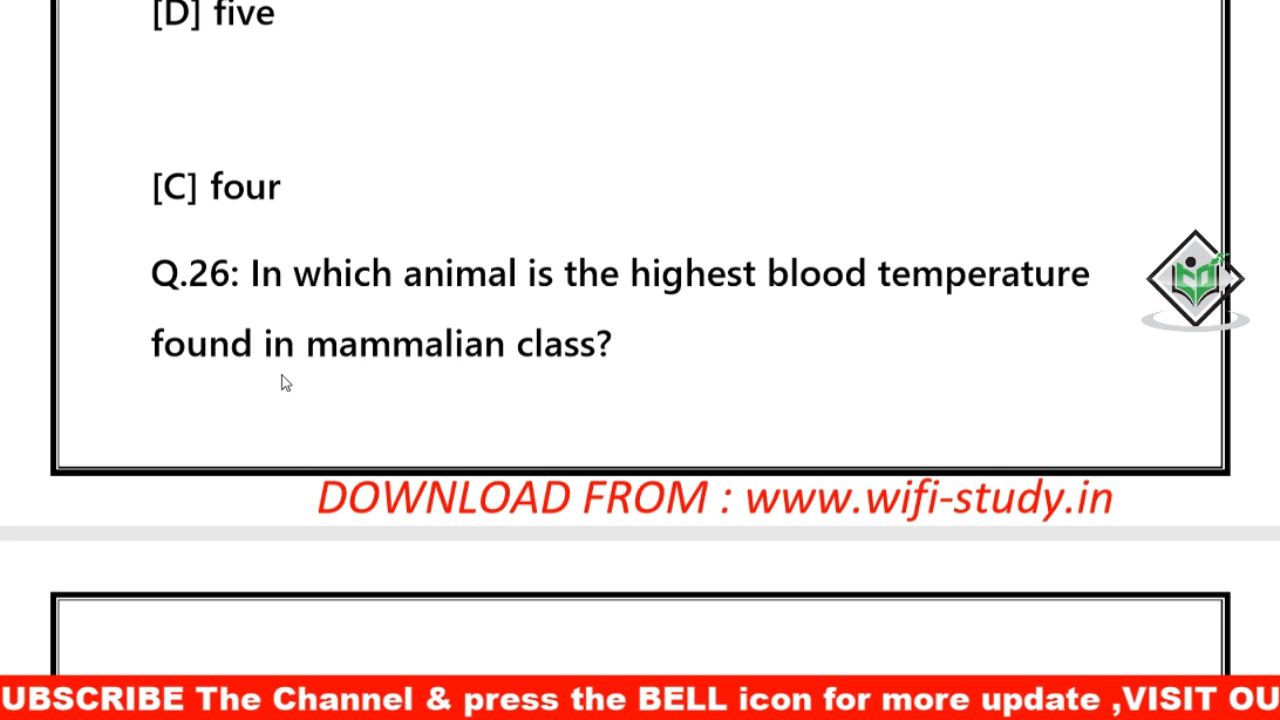 [D] five
[C] four
Q.26: In which animal is the highest blood temperature
found in mammalian class?
DOWNLOAD FROM : www.wifi-study.in
UBSCRIBE The Channel & press the BELL icon for more update ,VISIT OU